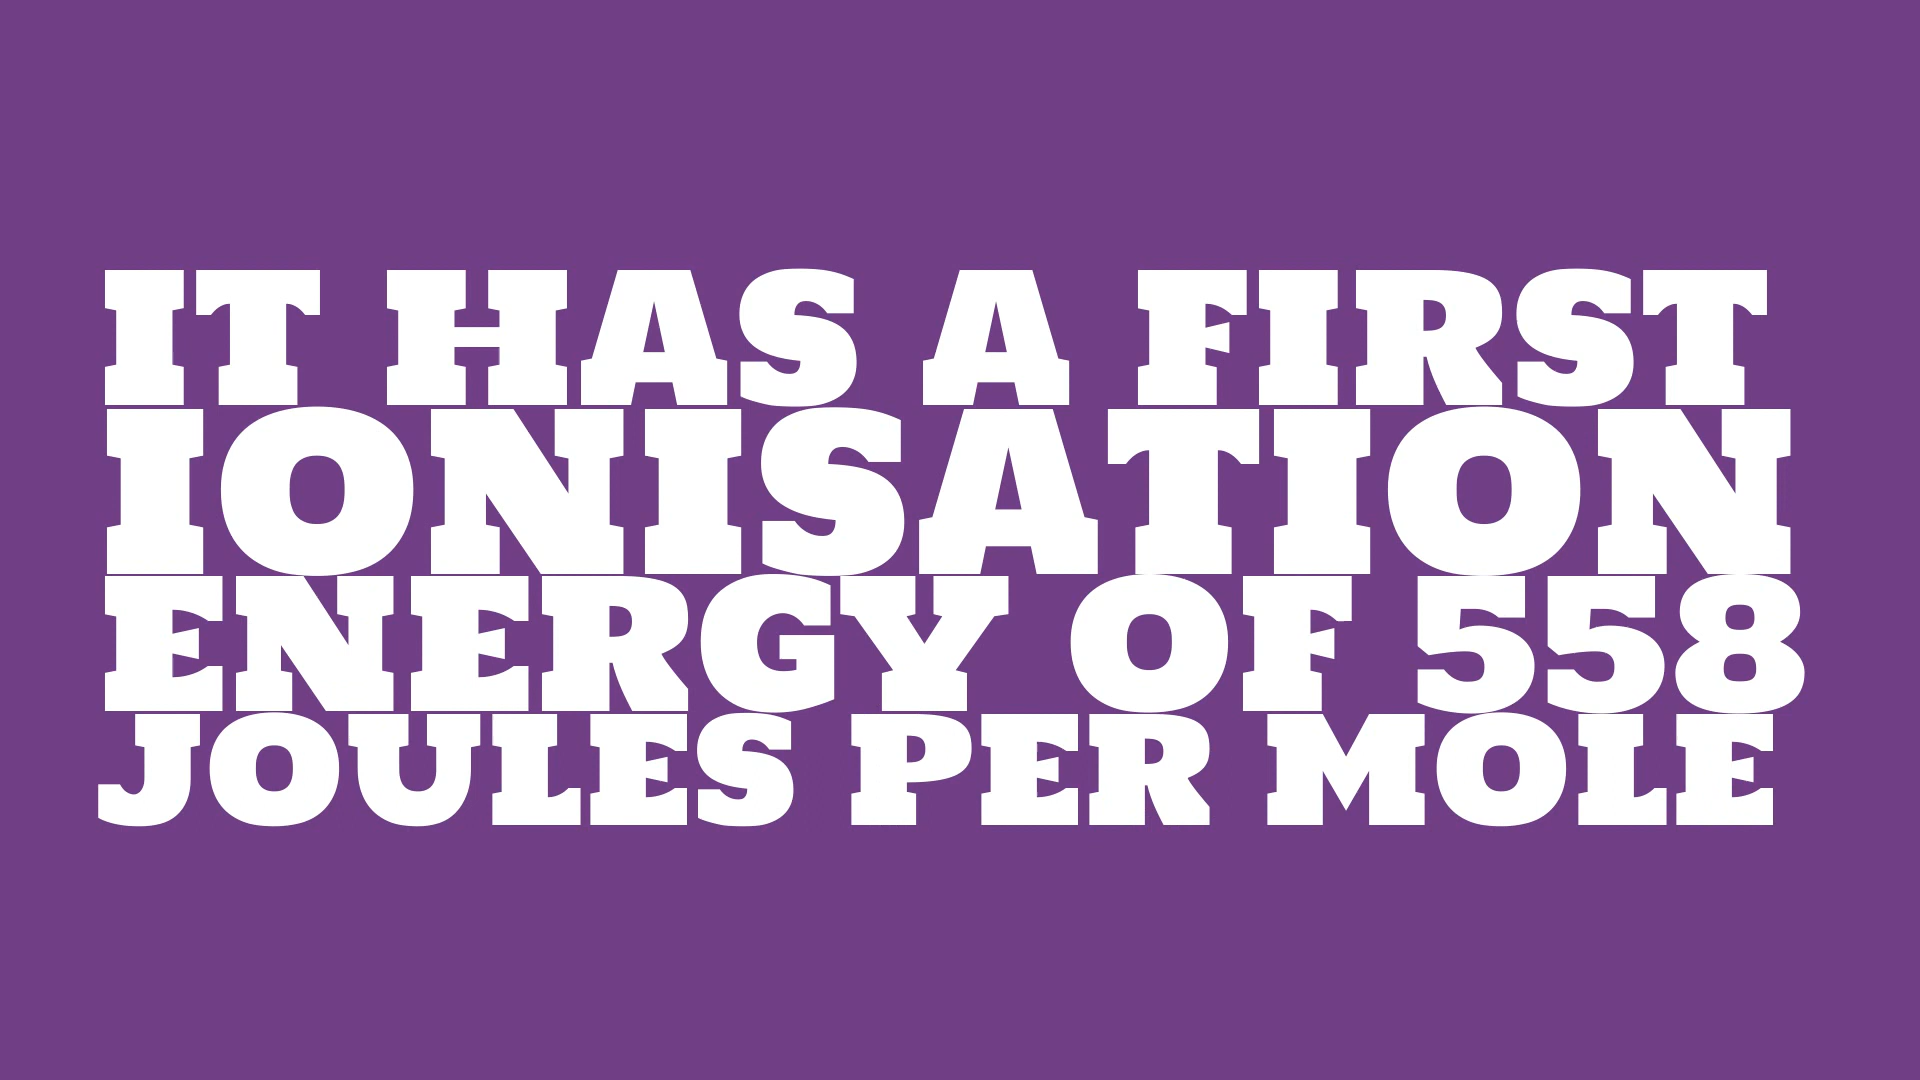 IT HAS A FIRST
IONISATION
ENERGY OF 558
JOULES PER MOLE